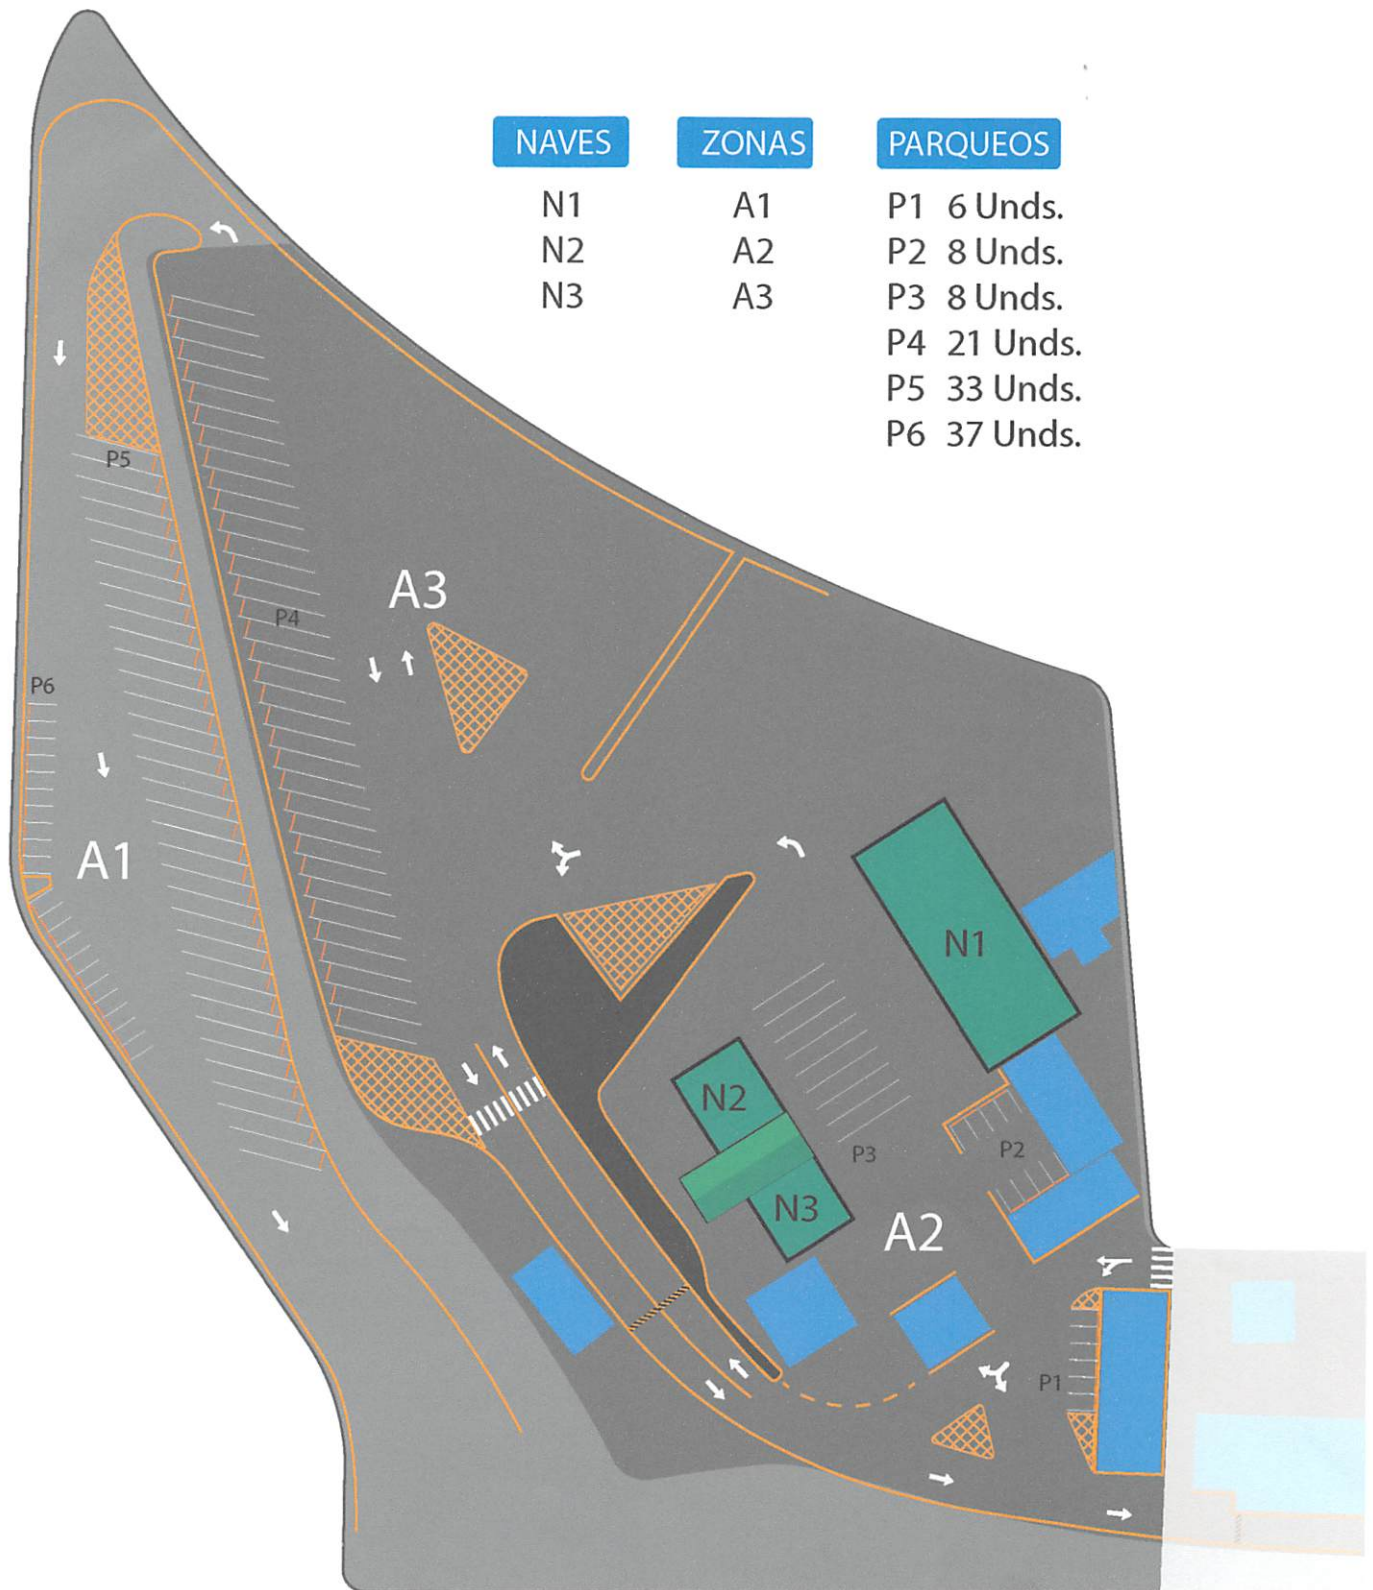 NAVES ZONAS PARQUEOS
N1 A1 P1 6 Unds.
N2 A2 P2 8 Unds.
N3 A3 P3 8 Unds.
P4 21 Unds.
P5 33 Unds.
P6 37 Unds.
P5
A3
P4
P6
A1
N1
N2
P3
P2
N3
A2
P1